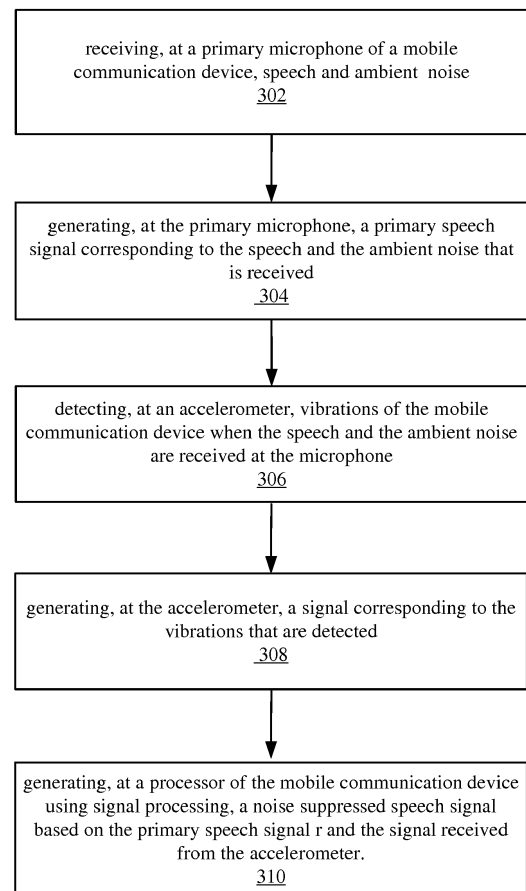 receiving, at a primary microphone of a mobile
communication device, speech and ambient noise
302
generating, at the primary microphone, a primary speech
signal corresponding to the speech and the ambient noise that
is received
304
detecting, at an accelerometer, vibrations of the mobile
communication device when the speech and the ambient noise
are received at the microphone
306
generating, at the accelerometer, a signal corresponding to the
vibrations that are detected
308
generating, at a processor of the mobile communication device
using signal processing, a noise suppressed speech signal
based on the primary speech signal r and the signal received
from the accelerometer.
310